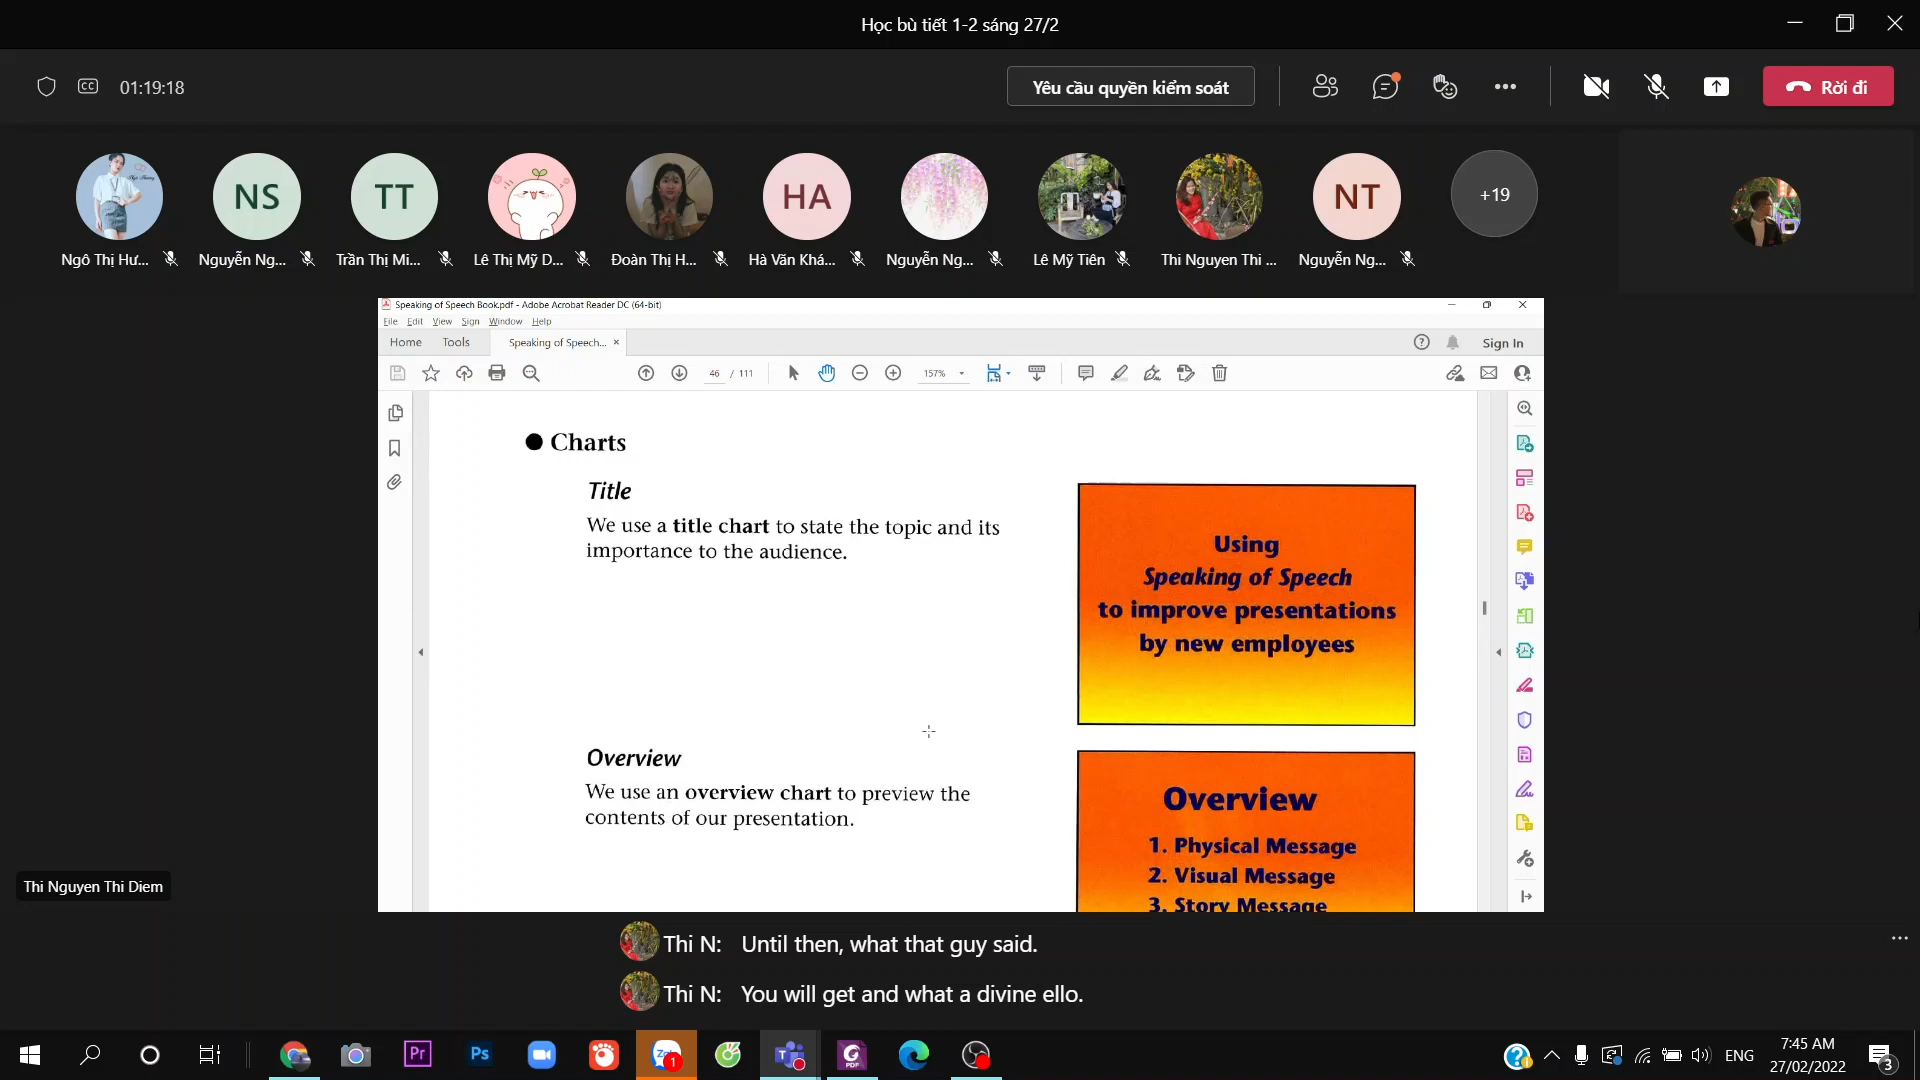 Học bù tiết 1-2 sáng 27/2
CC
01:19:18
Yêu cầu quyền kiểm soát
Rời đi
NS
TT
HA
NT
+19
Ngô Thị Hư...
Nguyễn Ng...
Trần Thị Mi...
Lê Thị Mỹ D...
Đoàn Thị H...
Hà Văn Khá...
Nguyễn Ng...
Lê Mỹ Tiên
Thi Nguyen Thi ...
Nguyễn Ng...
Speaking of Speech Book.pdf - Adobe Acrobat Reader DC (64-bit)
File Edit View Sign Window Help
Home Tools Speaking of Speech... ×
Sign In
46 / 111
157%
● Charts
Title
We use a title chart to state the topic and its
importance to the audience.
Using
Speaking of Speech
to improve presentations
by new employees
Overview
We use an overview chart to preview the
contents of our presentation.
Overview
1. Physical Message
2. Visual Message
3. Story Message
Thi Nguyen Thi Diem
Thi N: Until then, what that guy said.
Thi N: You will get and what a divine ello.
Pr
Ps
Zalo
1
PDF
ENG
7:45 AM
27/02/2022
3